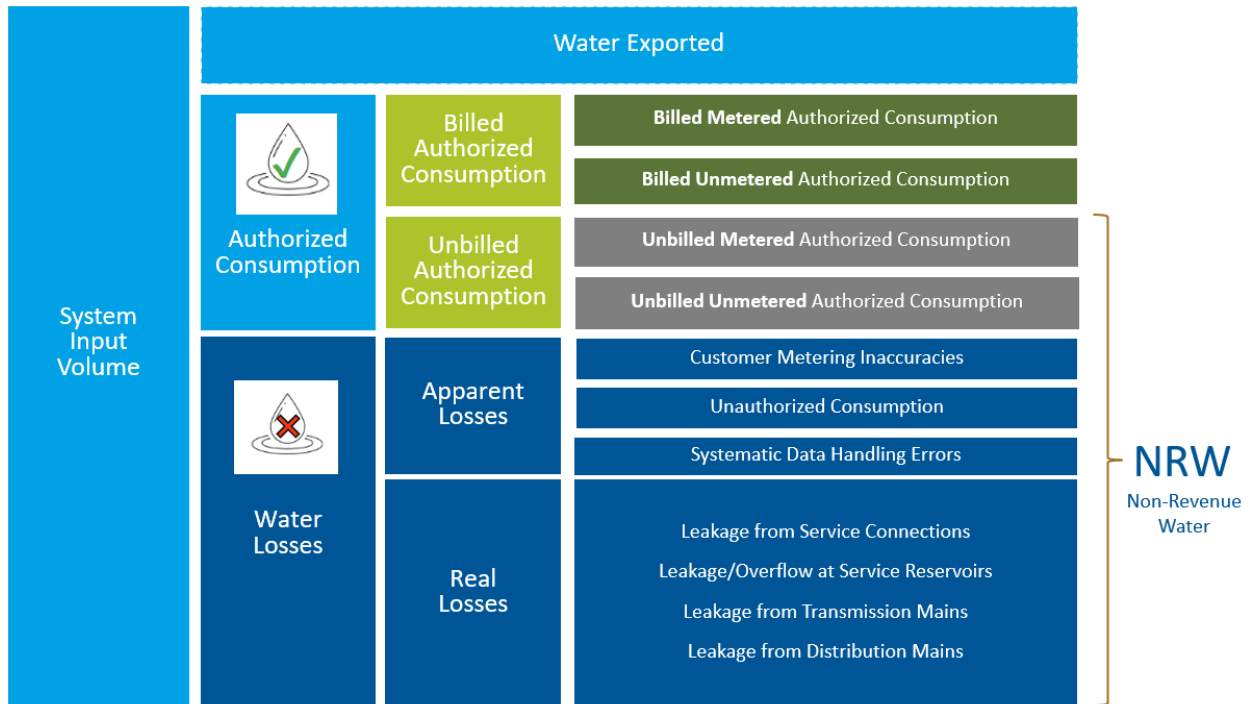 Water Exported
System
Input
Volume
Authorized
Consumption
Billed
Authorized
Consumption
Billed Metered Authorized Consumption
Billed Unmetered Authorized Consumption
Unbilled
Authorized
Consumption
Unbilled Metered Authorized Consumption
Unbilled Unmetered Authorized Consumption
Water
Losses
Apparent
Losses
Customer Metering Inaccuracies
Unauthorized Consumption
Systematic Data Handling Errors
Real
Losses
Leakage from Service Connections
Leakage/Overflow at Service Reservoirs
Leakage from Transmission Mains
Leakage from Distribution Mains
NRW
Non-Revenue
Water